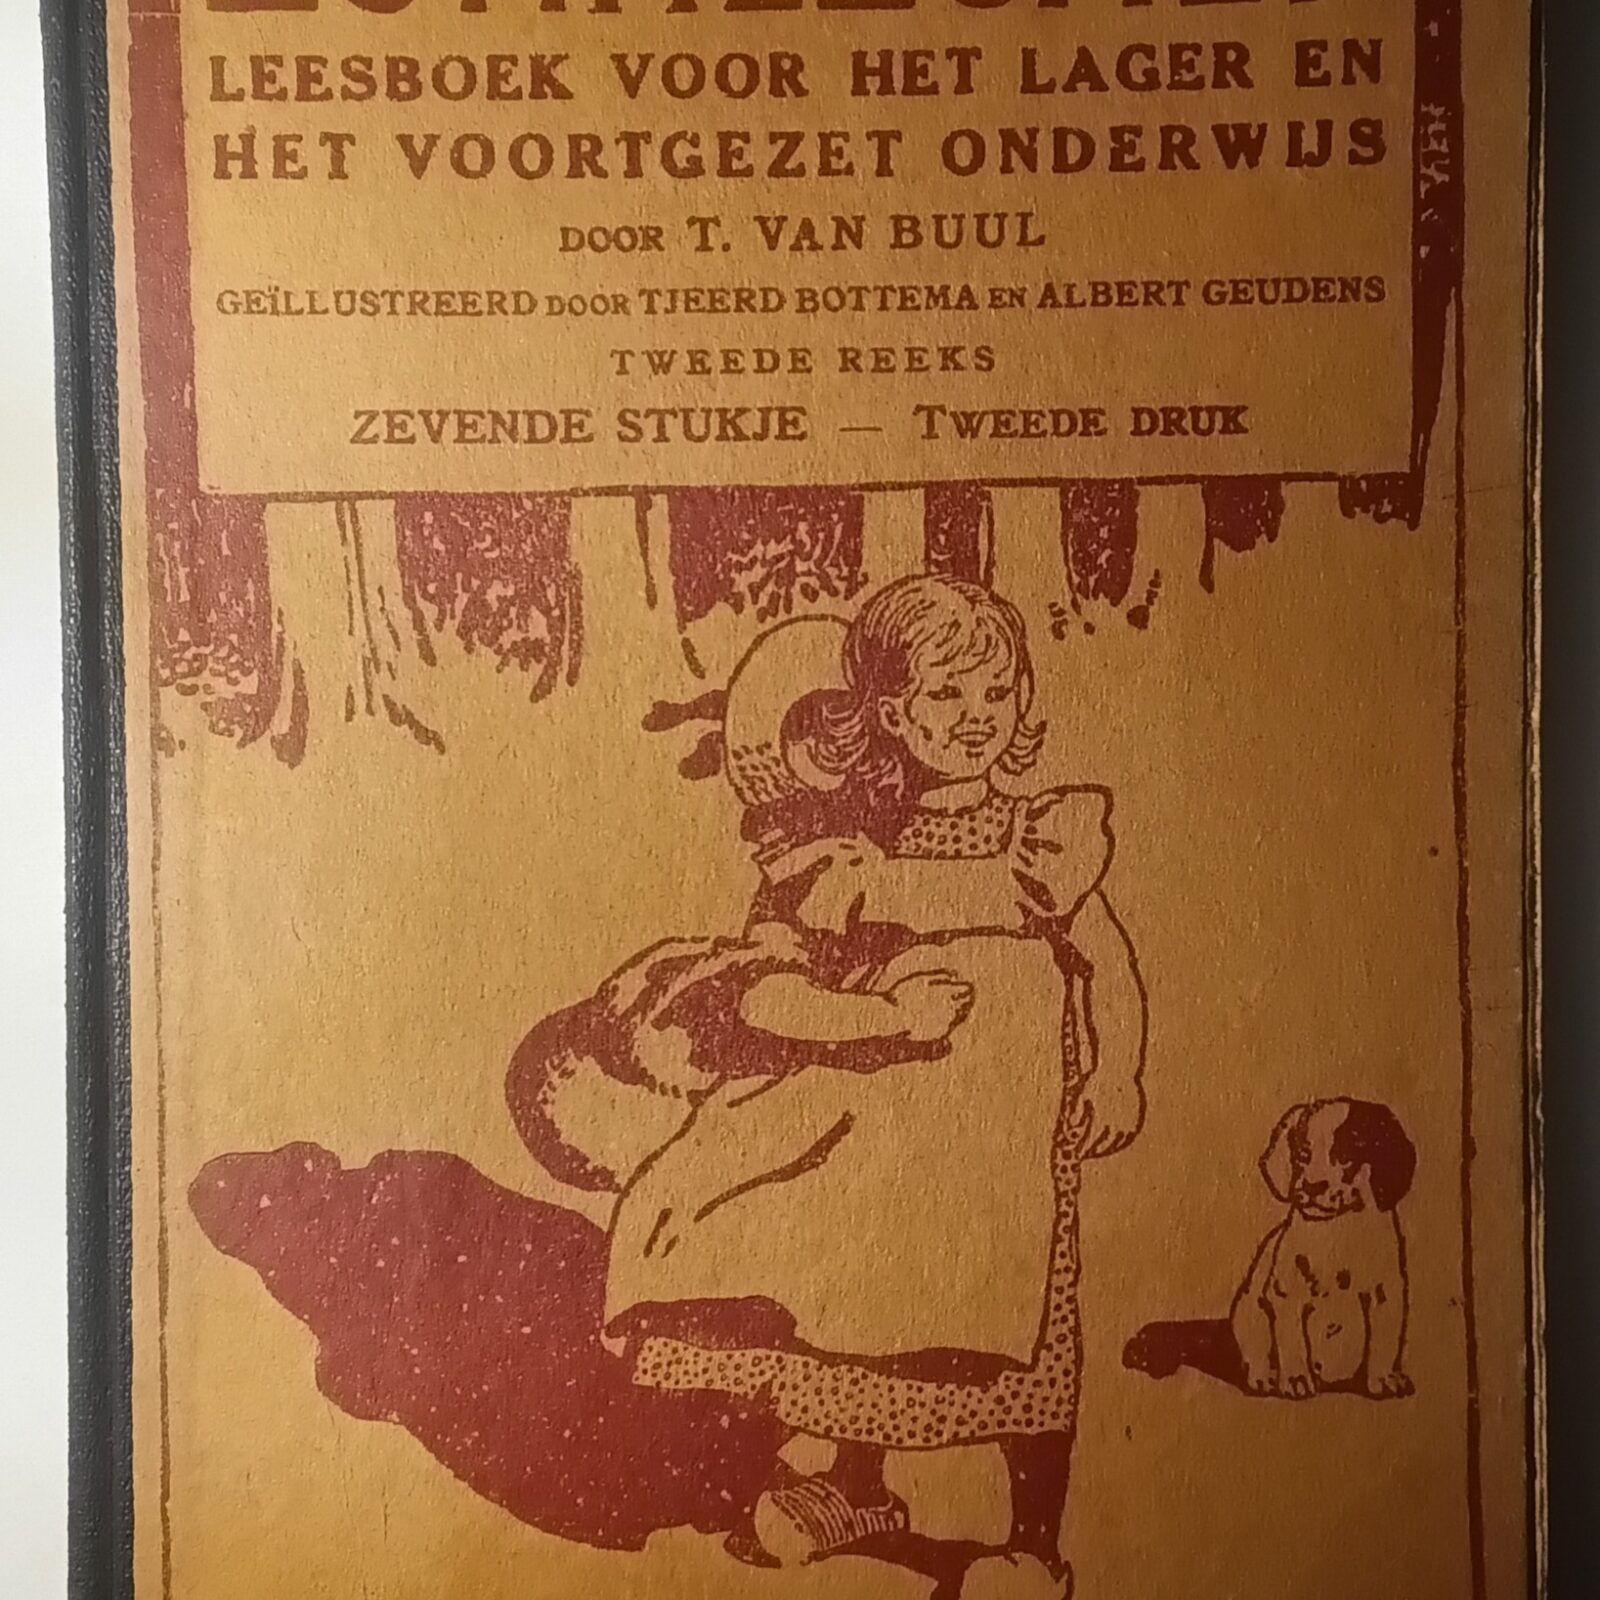 LEESBOEK VOOR HET LAGER EN
HET VOORTGEZET ONDERWIJS
DOOR T. VAN BUUL
GEÏLLUSTREERD DOOR TJEERD BOTTEMA EN ALBERT GEUDENS
TWEEDE REEKS
ZEVENDE STUKJE — TWEEDE DRUK